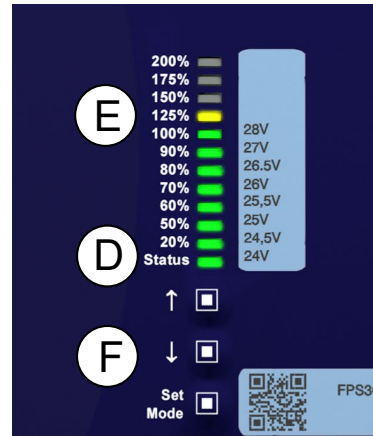 200%
175%
150%
E 125%
100% 28V
90% 27V
80% 26.5V
70% 26V
60% 25,5V
50% 25V
20% 24,5V
D Status 24V
↑
F ↓
Set
Mode
FPS30